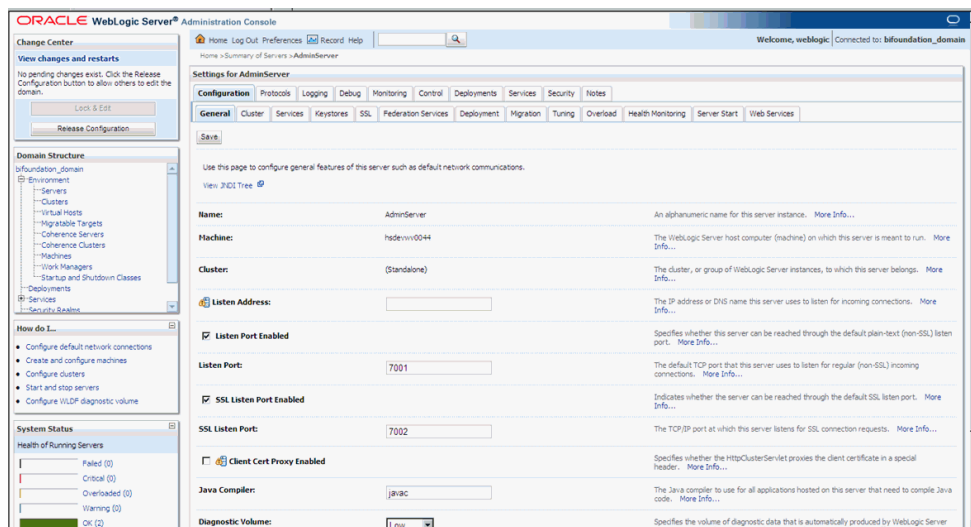 ORACLE WebLogic Server® Administration Console
Change Center
View changes and restarts
No pending changes exist. Click the Release
Configuration button to allow others to edit the
domain.
Lock & Edit
Release Configuration
Domain Structure
bifoundation_domain
Environment
Servers
Clusters
Virtual Hosts
Migratable Targets
Coherence Servers
Coherence Clusters
Machines
Work Managers
Startup and Shutdown Classes
Deployments
Services
Security Realms
How do I...
Configure default network connections
Create and configure machines
Configure clusters
Start and stop servers
Configure WLDF diagnostic volume
System Status
Health of Running Servers
Failed (0)
Critical (0)
Overloaded (0)
Warning (0)
OK (2)
Home Log Out Preferences Record Help
Welcome, weblogic Connected to: bifoundation_domain
Home >Summary of Servers >AdminServer
Settings for AdminServer
Configuration Protocols Logging Debug Monitoring Control Deployments Services Security Notes
General Cluster Services Keystores SSL Federation Services Deployment Migration Tuning Overload Health Monitoring Server Start Web Services
Save
Use this page to configure general features of this server such as default network communications.
View JNDI Tree
Name: AdminServer An alphanumeric name for this server instance. More Info...
Machine: hsdevwv0044 The WebLogic Server host computer (machine) on which this server is meant to run. More
Info...
Cluster: (Standalone) The cluster, or group of WebLogic Server instances, to which this server belongs. More
Info...
Listen Address: The IP address or DNS name this server uses to listen for incoming connections. More
Info...
Listen Port Enabled Specifies whether this server can be reached through the default plain-text (non-SSL) listen
port. More Info...
Listen Port: 7001 The default TCP port that this server uses to listen for regular (non-SSL) incoming
connections. More Info...
SSL Listen Port Enabled Indicates whether the server can be reached through the default SSL listen port. More
Info...
SSL Listen Port: 7002 The TCP/IP port at which this server listens for SSL connection requests. More Info...
Client Cert Proxy Enabled Specifies whether the HttpClusterServlet proxies the client certificate in a special
header. More Info...
Java Compiler: javac The Java compiler to use for all applications hosted on this server that need to compile Java
code. More Info...
Diagnostic Volume: Low Specifies the volume of diagnostic data that is automatically produced by WebLogic Server